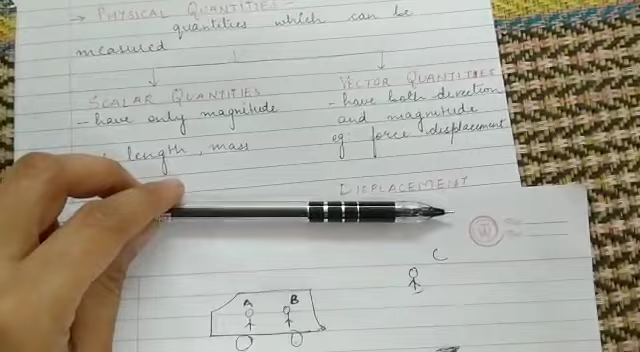 → PHYSICAL QUANTITIES -
quantities which can be
measured
SCALAR QUANTITIES
- have only magnitude
length, mass
VECTOR QUANTITIES
- have both direction
and magnitude
eg: force, displacement
DISPLACEMENT
C
A B